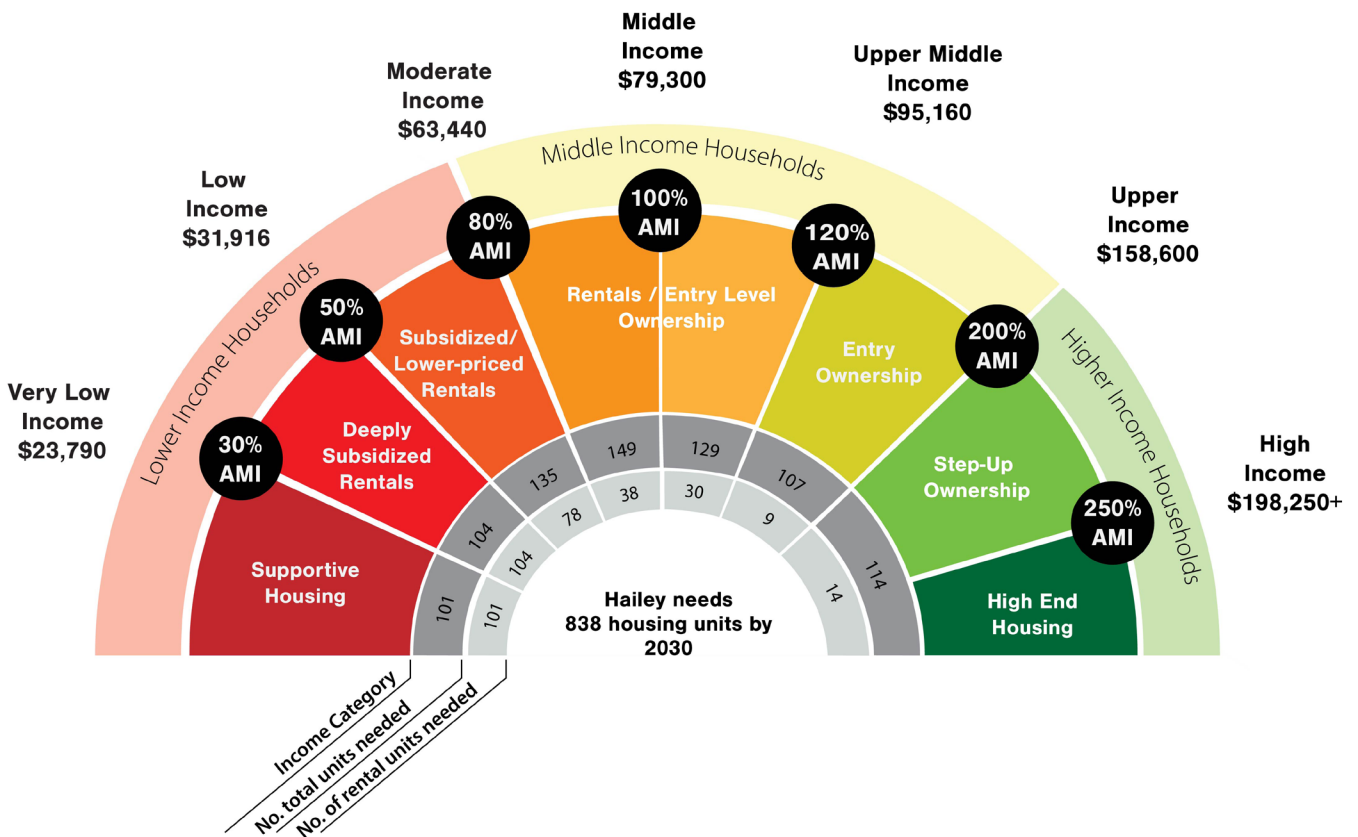 Middle
Income
$79,300
Upper Middle
Income
$95,160
Moderate
Income
$63,440
Low
Income
$31,916
Upper
Income
$158,600
Very Low
Income
$23,790
High
Income
$198,250+
Lower Income Households
Middle Income Households
Higher Income Households
30%
AMI
50%
AMI
80%
AMI
100%
AMI
120%
AMI
200%
AMI
250%
AMI
Supportive
Housing
Deeply
Subsidized
Rentals
Subsidized/
Lower-priced
Rentals
Rentals / Entry Level
Ownership
Entry
Ownership
Step-Up
Ownership
High End
Housing
101
104
135
149
129
107
114
101
104
78
38
30
9
14
Hailey needs
838 housing units by
2030
Income Category
No. total units needed
No. of rental units needed